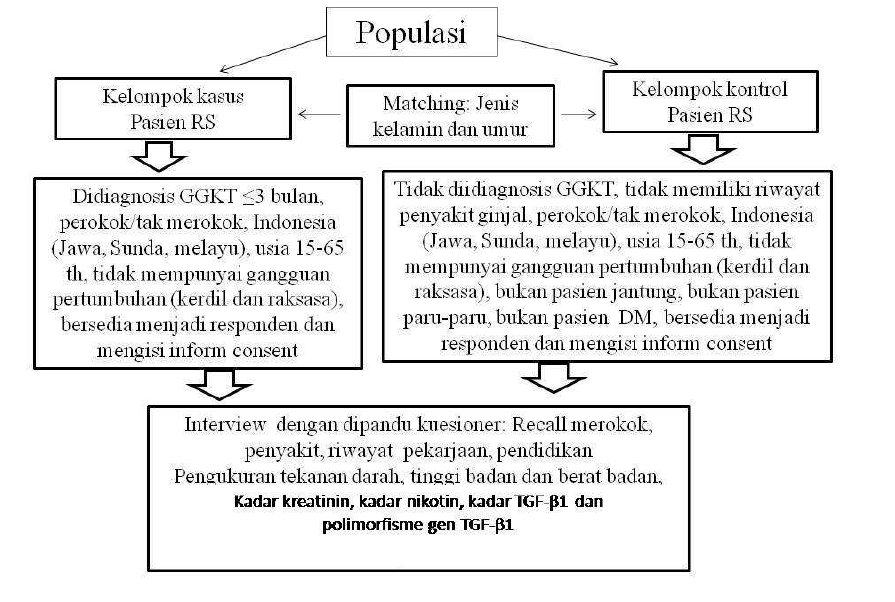 Populasi
Kelompok kasus
Pasien RS
Matching: Jenis
kelamin dan umur
Kelompok kontrol
Pasien RS
Didiagnosis GGKT ≤3 bulan,
perokok/tak merokok, Indonesia
(Jawa, Sunda, melayu), usia 15-65
th, tidak mempunyai gangguan
pertumbuhan (kerdil dan raksasa),
bersedia menjadi responden dan
mengisi inform consent
Tidak diidiagnosis GGKT, tidak memiliki riwayat
penyakit ginjal, perokok/tak merokok, Indonesia
(Jawa, Sunda, melayu), usia 15-65 th, tidak
mempunyai gangguan pertumbuhan (kerdil dan
raksasa), bukan pasien jantung, bukan pasien
paru-paru, bukan pasien DM, bersedia menjadi
responden dan mengisi inform consent
Interview dengan dipandu kuesioner: Recall merokok,
penyakit, riwayat pekarjaan, pendidikan
Pengukuran tekanan darah, tinggi badan dan berat badan,
Kadar kreatinin, kadar nikotin, kadar TGF-β1 dan
polimorfisme gen TGF-β1